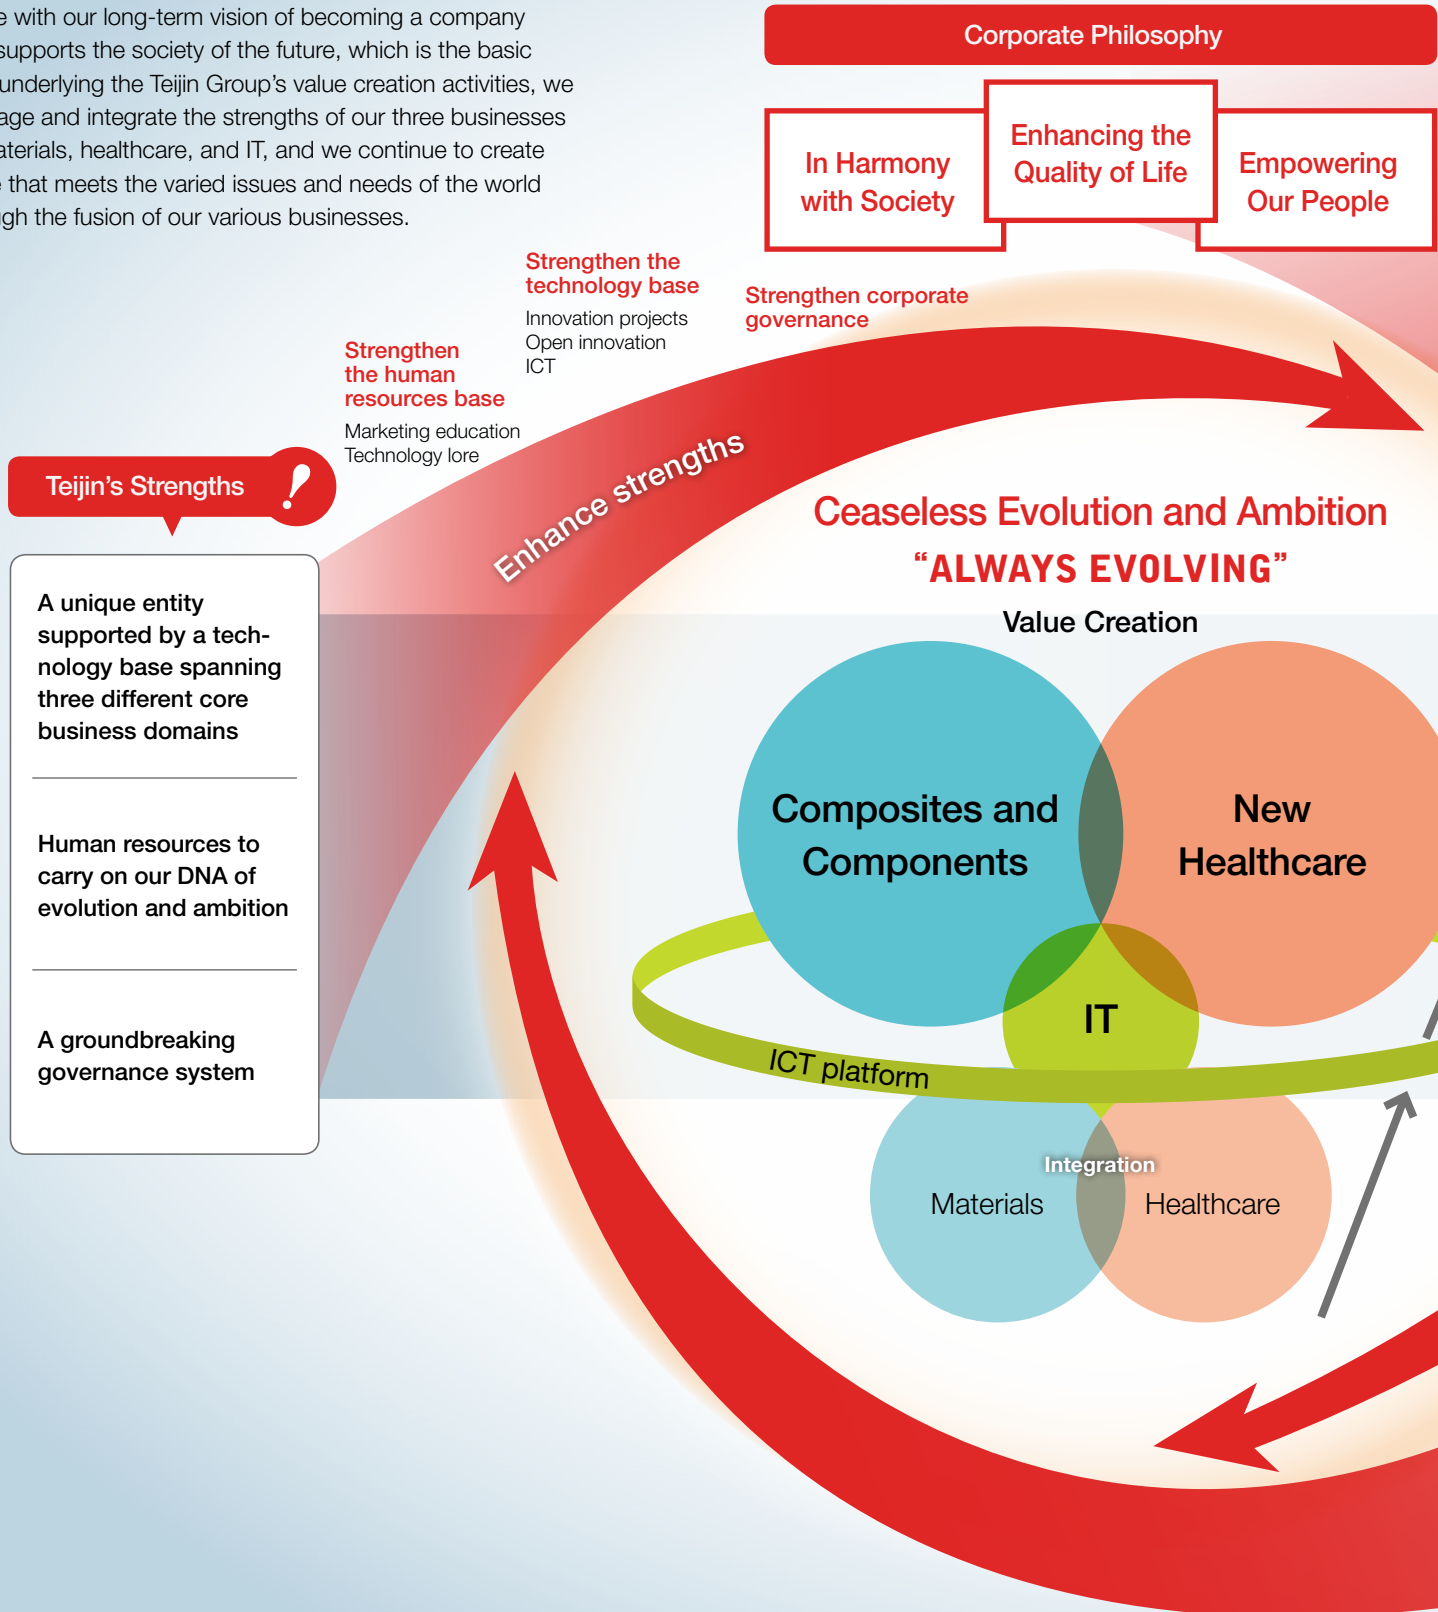 with our long-term vision of becoming a company
supports the society of the future, which is the basic
underlying the Teijin Group's value creation activities, we
and integrate the strengths of our three businesses
healthcare, and IT, and we continue to create
that meets the varied issues and needs of the world
the fusion of our various businesses.
Corporate Philosophy
In Harmony
with Society
Enhancing the
Quality of Life
Empowering
Our People
Strengthen the
technology base
Innovation projects
Open innovation
ICT
Strengthen corporate
governance
Strengthen
the human
resources base
Marketing education
Technology lore
Enhance strengths
Teijin's Strengths
!
A unique entity
supported by a tech-
nology base spanning
three different core
business domains
Human resources to
carry on our DNA of
evolution and ambition
A groundbreaking
governance system
Ceaseless Evolution and Ambition
“ALWAYS EVOLVING”
Value Creation
Composites and
Components
New
Healthcare
IT
ICT platform
Integration
Materials
Healthcare